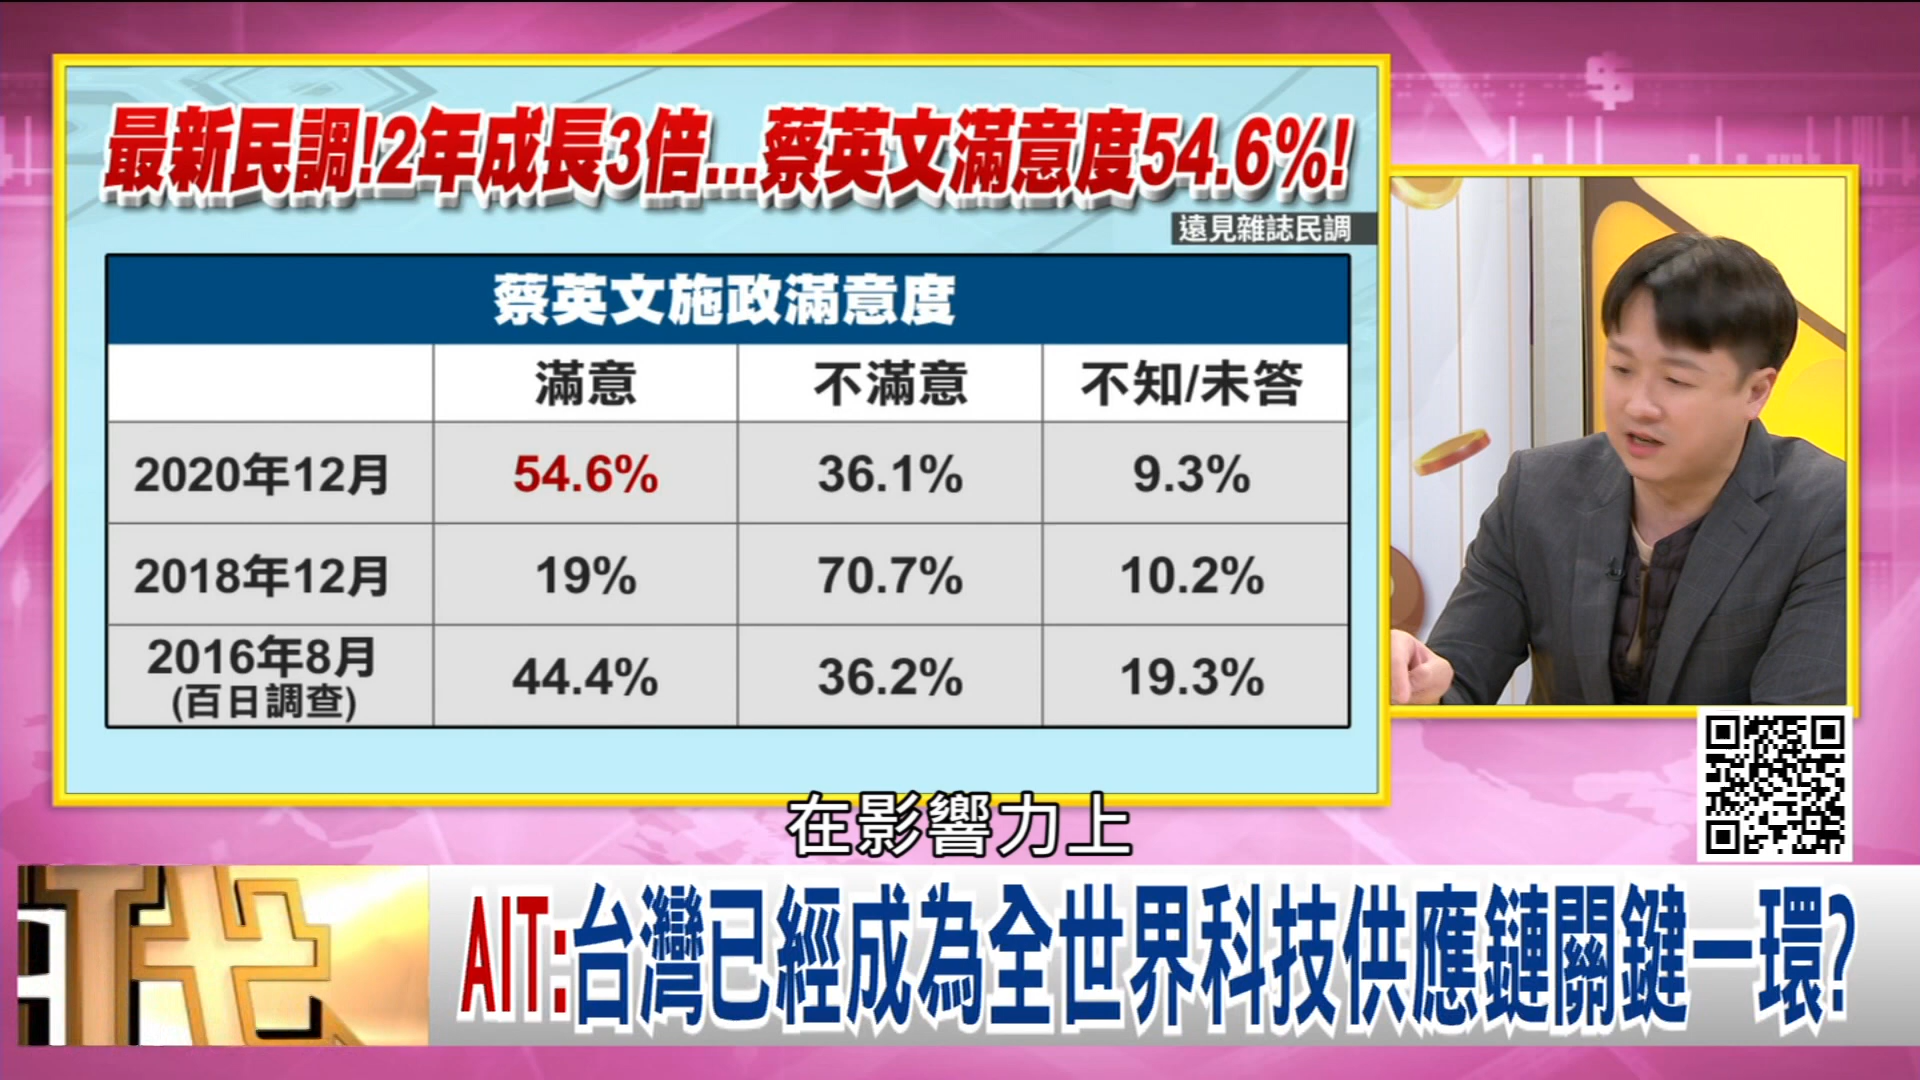 最新民調!2年成長3倍...蔡英文滿意度54.6%!
遠見雜誌民調
蔡英文施政滿意度
滿意 不滿意 不知/未答
2020年12月 54.6% 36.1% 9.3%
2018年12月 19% 70.7% 10.2%
2016年8月 44.4% 36.2% 19.3%
(百日調查)
在影響力上
AIT:台灣已經成為全世界科技供應鏈關鍵一環?